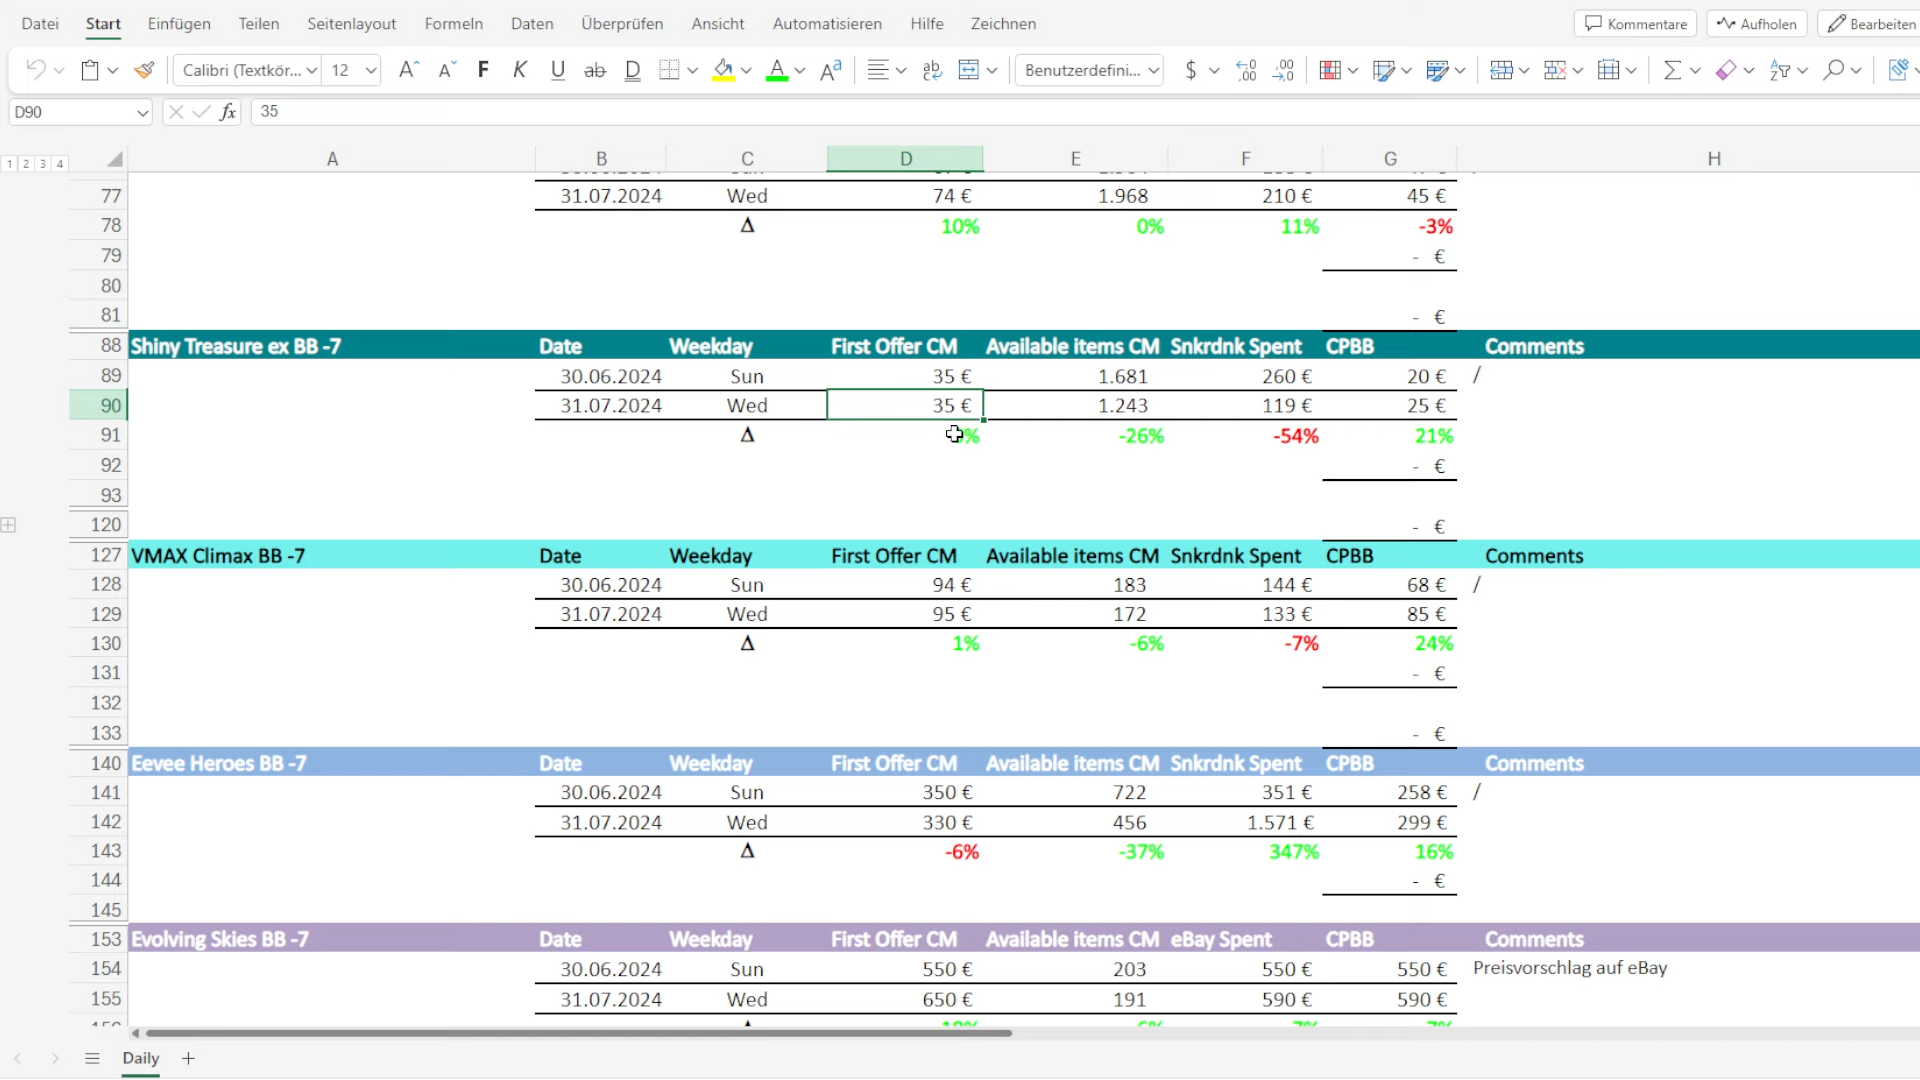 Datei Start Einfügen Teilen Seitenlayout Formeln Daten Überprüfen Ansicht Automatisieren Hilfe Zeichnen Kommentare Aufholen Bearbeiten
Calibri (Textkör... 12 F K U ab D A Benutzerdefini... $
D90 fx 35
1 2 3 4 A B C D E F G H
77 31.07.2024 Wed 74 € 1.968 210 € 45 €
78 Δ 10% 0% 11% -3%
79 - €
80
81 - €
88 Shiny Treasure ex BB -7 Date Weekday First Offer CM Available items CM Snkrdnk Spent CPBB Comments
89 30.06.2024 Sun 35 € 1.681 260 € 20 € /
90 31.07.2024 Wed 35 € 1.243 119 € 25 €
91 Δ % -26% -54% 21%
92 - €
93
120 - €
127 VMAX Climax BB -7 Date Weekday First Offer CM Available items CM Snkrdnk Spent CPBB Comments
128 30.06.2024 Sun 94 € 183 144 € 68 € /
129 31.07.2024 Wed 95 € 172 133 € 85 €
130 Δ 1% -6% -7% 24%
131 - €
132
133 - €
140 Eevee Heroes BB -7 Date Weekday First Offer CM Available items CM Snkrdnk Spent CPBB Comments
141 30.06.2024 Sun 350 € 722 351 € 258 € /
142 31.07.2024 Wed 330 € 456 1.571 € 299 €
143 Δ -6% -37% 347% 16%
144 - €
145
153 Evolving Skies BB -7 Date Weekday First Offer CM Available items CM eBay Spent CPBB Comments
154 30.06.2024 Sun 550 € 203 550 € 550 € Preisvorschlag auf eBay
155 31.07.2024 Wed 650 € 191 590 € 590 €
Daily